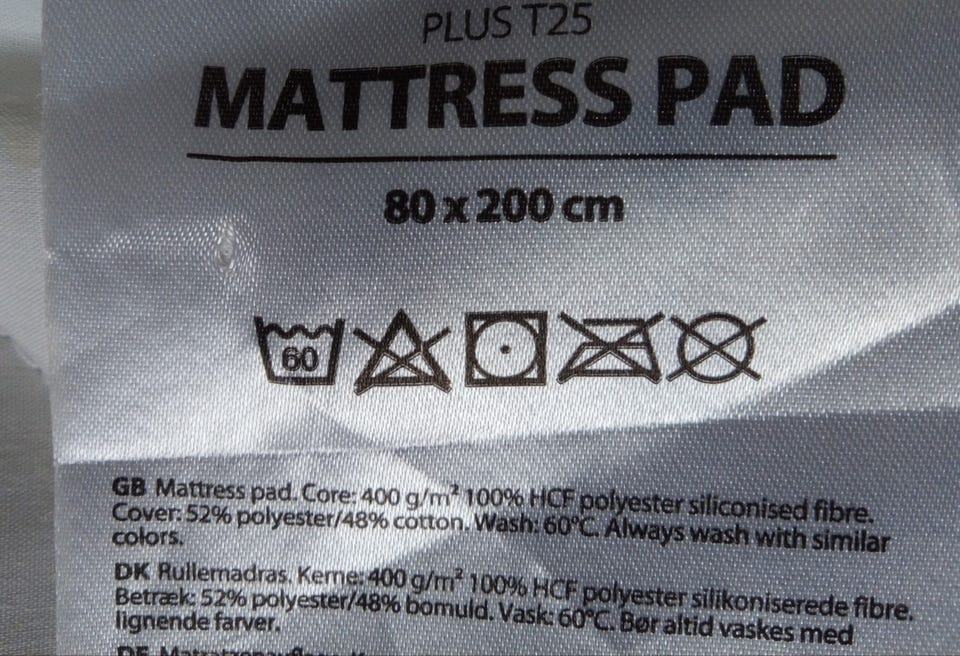 PLUS T25
MATTRESS PAD
80 x 200 cm
60
GB Mattress pad. Core: 400 g/m² 100% HCF polyester siliconised fibre.
Cover: 52% polyester/48% cotton. Wash: 60°C. Always wash with similar
colors.
DK Rullemadras. Kerne: 400 g/m² 100% HCF polyester silikoniserede fibre.
Betræk: 52% polyester/48% bomuld. Vask: 60°C. Bør altid vaskes med
lignende farver.
DE